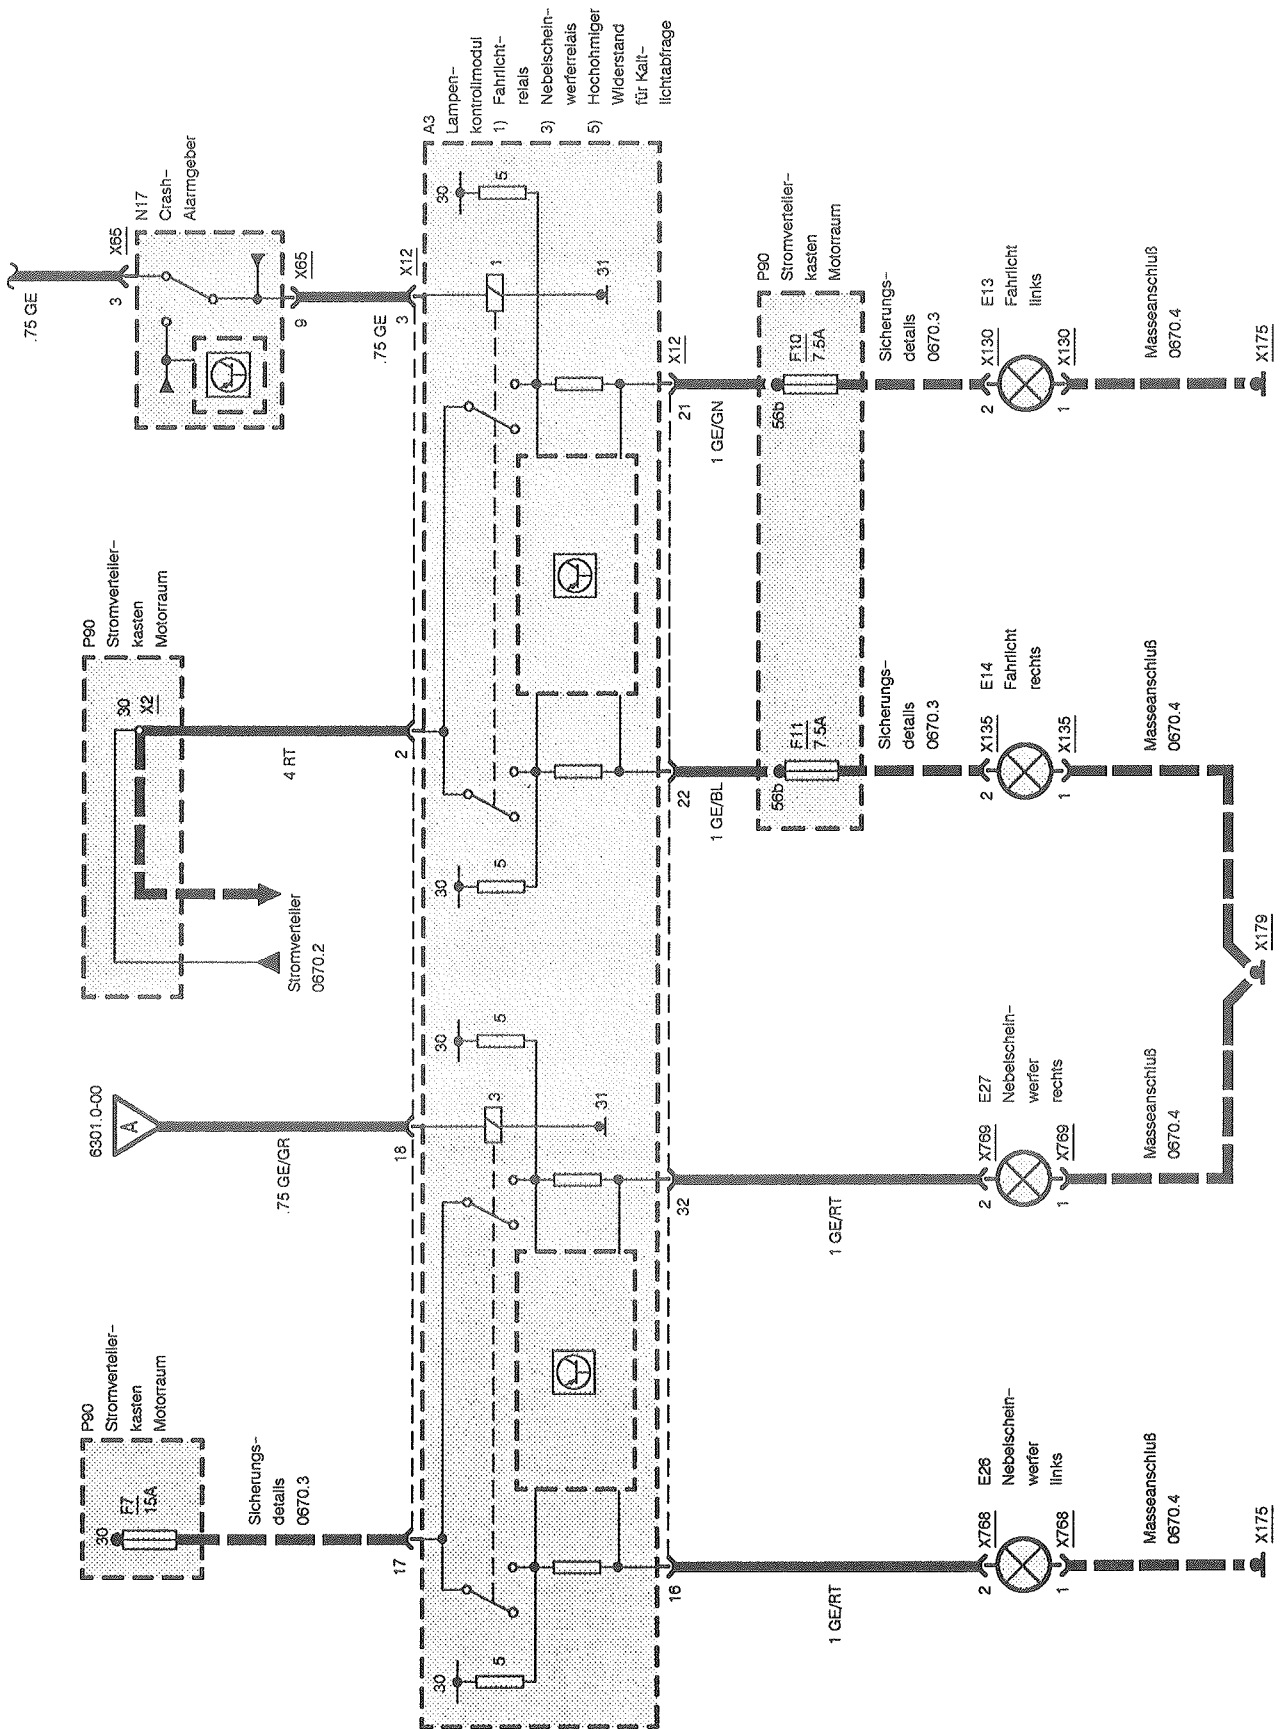 P90
Stromverteiler-
kasten
Motorraum
30
F7
15A
Sicherungs-
details
0670.3
17
6301.0-00
A
.75 GE/GR
18
P90
Stromverteiler-
kasten
Motorraum
30
X2
Stromverteiler
0670.2
4 RT
2
.75 GE
3
X65
N17
Crash-
Alarmgeber
9
X65
.75 GE
3
X12
A3
Lampen-
kontrollmodul
1) Fahrlicht-
relais
3) Nebelschein-
werferrelais
5) Hochohmiger
Widerstand
für Kalt-
lichtabfrage
30
5
3
31
30
5
30
5
1
31
30
5
16
32
22
21
X12
1 GE/RT
1 GE/RT
1 GE/BL
1 GE/GN
P90
Stromverteiler-
kasten
Motorraum
56b
F11
7.5A
56b
F10
7.5A
Sicherungs-
details
0670.3
Sicherungs-
details
0670.3
2
X768
E26
Nebelschein-
werfer
links
1
X768
2
X769
E27
Nebelschein-
werfer
rechts
1
X769
2
X135
E14
Fahrlicht
rechts
1
X135
2
X130
E13
Fahrlicht
links
1
X130
Masseanschluß
0670.4
Masseanschluß
0670.4
Masseanschluß
0670.4
Masseanschluß
0670.4
X175
X179
X175